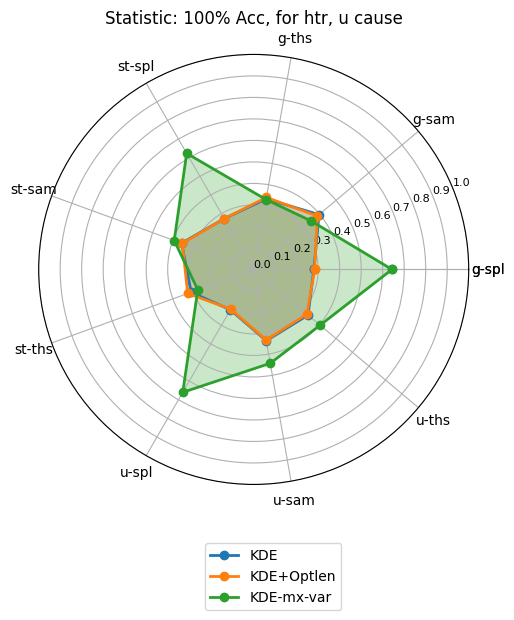 Statistic: 100% Acc, for htr, u cause
g-ths
st-spl
g-sam
1.0
0.9
0.8
0.7
0.6
0.5
0.4
0.3
0.2
0.1
0.0
st-sam
g-spl
st-ths
u-ths
u-spl
u-sam
KDE
KDE+Optlen
KDE-mx-var